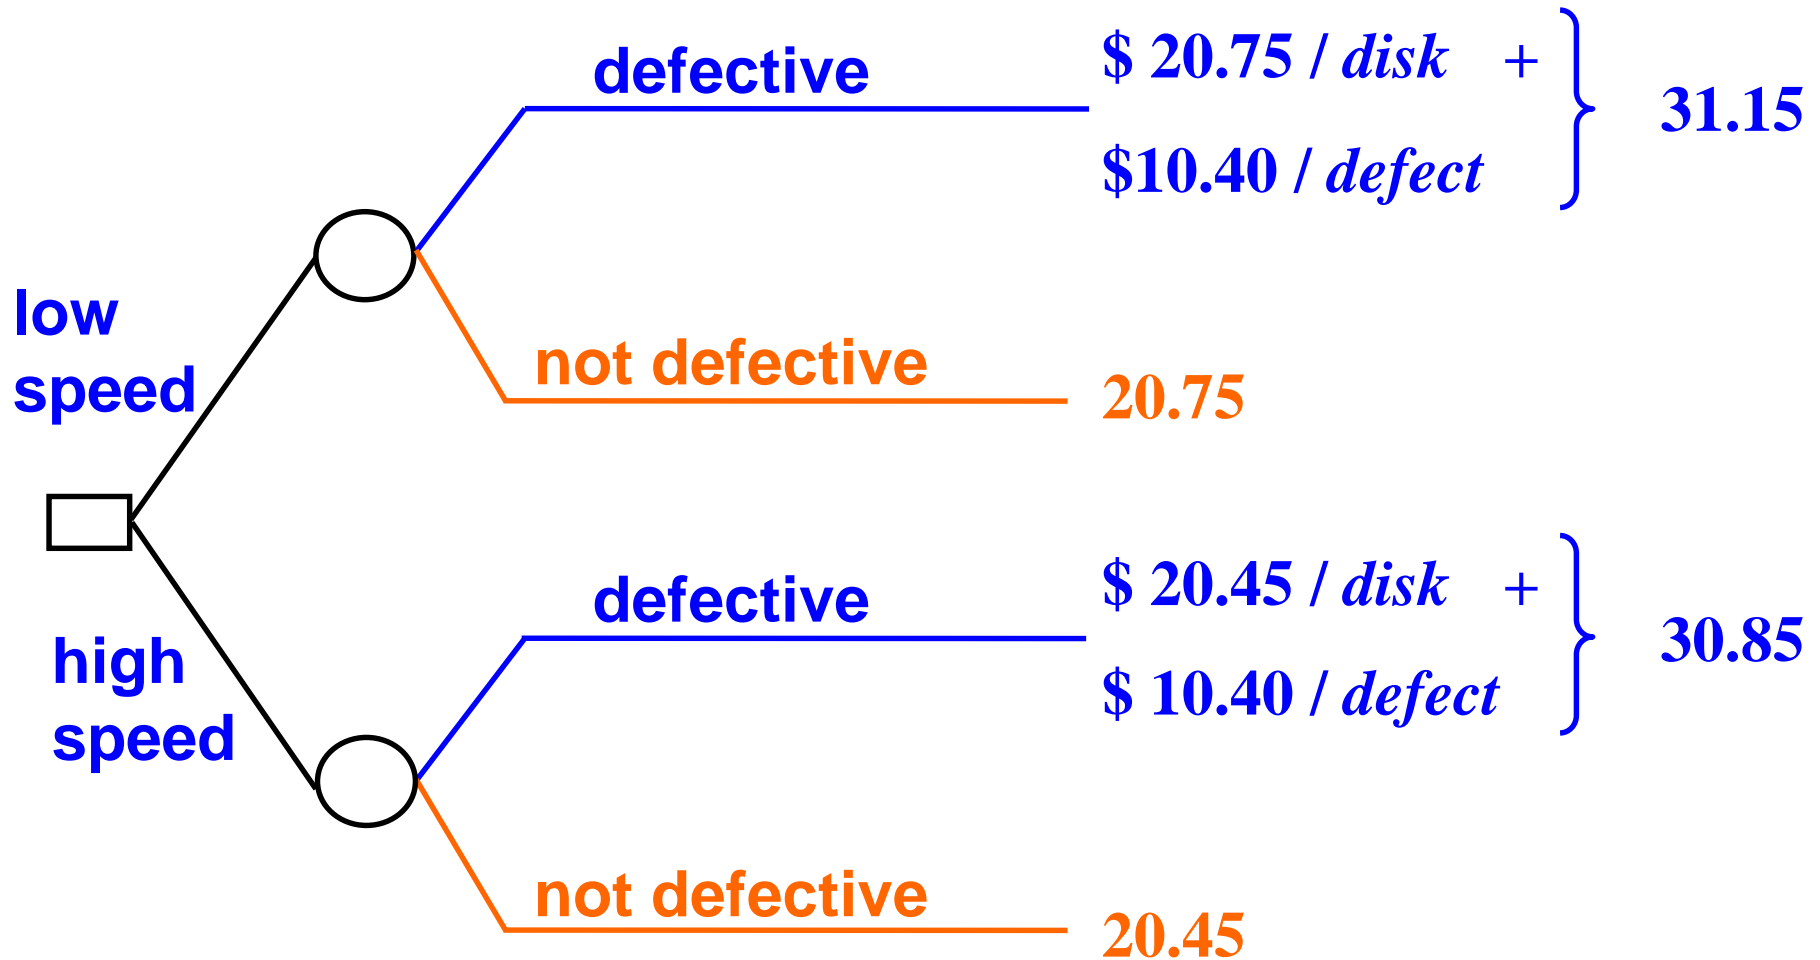 defective
$ 20.75 / disk +
31.15
$10.40 / defect
low
speed
not defective
20.75
defective
$ 20.45 / disk +
30.85
$ 10.40 / defect
high
speed
not defective
20.45